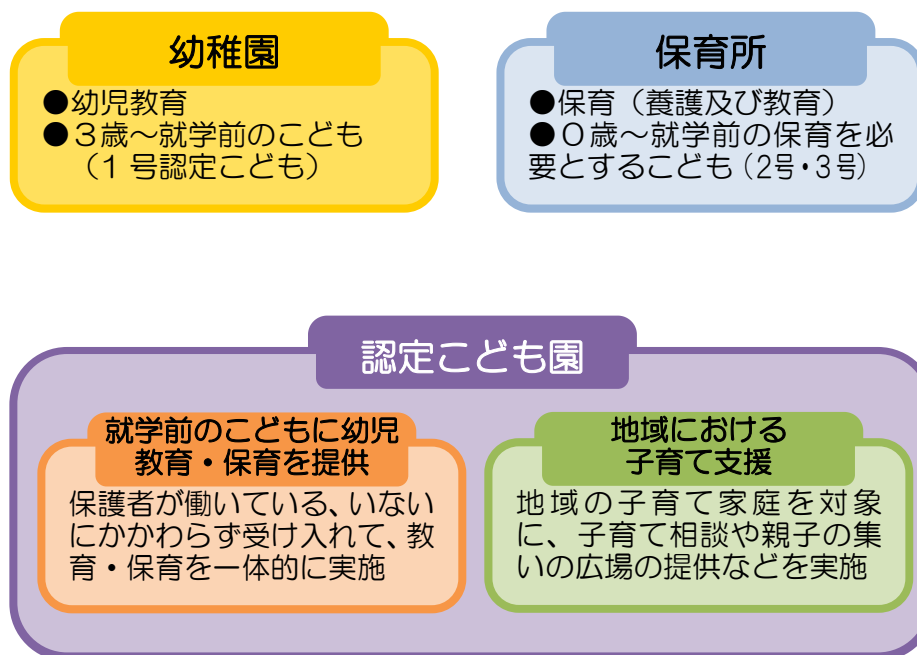 幼稚園
●幼児教育
●３歳～就学前のこども
（1 号認定こども）
保育所
●保育（養護及び教育）
●０歳～就学前の保育を必
要とするこども（2号・3号）
認定こども園
就学前のこどもに幼児
教育・保育を提供
保護者が働いている、いない
にかかわらず受け入れて、教
育・保育を一体的に実施
地域における
子育て支援
地域の子育て家庭を対象
に、子育て相談や親子の集
いの広場の提供などを実施